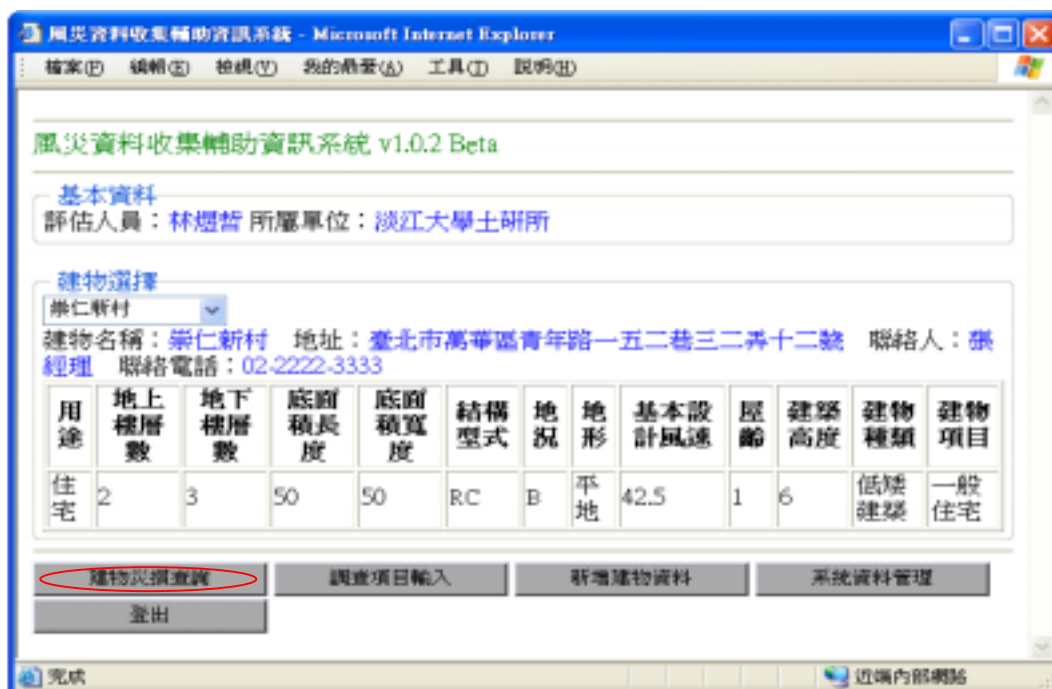 風災資料收集輔助資訊系統 - Microsoft Internet Explorer
檔案(F) 編輯(E) 檢視(V) 我的最愛(A) 工具(T) 說明(H)
風災資料收集輔助資訊系統 v1.0.2 Beta
基本資料
評估人員：林煜哲 所屬單位：淡江大學土研所
建物選擇
崇仁新村
建物名稱：崇仁新村 地址：臺北市萬華區青年路一五二巷三二弄十二號 聯絡人：張
經理 聯絡電話：02-2222-3333
用途 地上樓層數 地下樓層數 底面積長度 底面積寬度 結構型式 地況 地形 基本設計風速 屋齡 建築高度 建物種類 建物項目
住宅 2 3 50 50 RC B 平地 42.5 1 6 低矮建築 一般住宅
建物災損查詢 調查項目輸入 新增建物資料 系統資料管理
登出
完成 近端內部網路